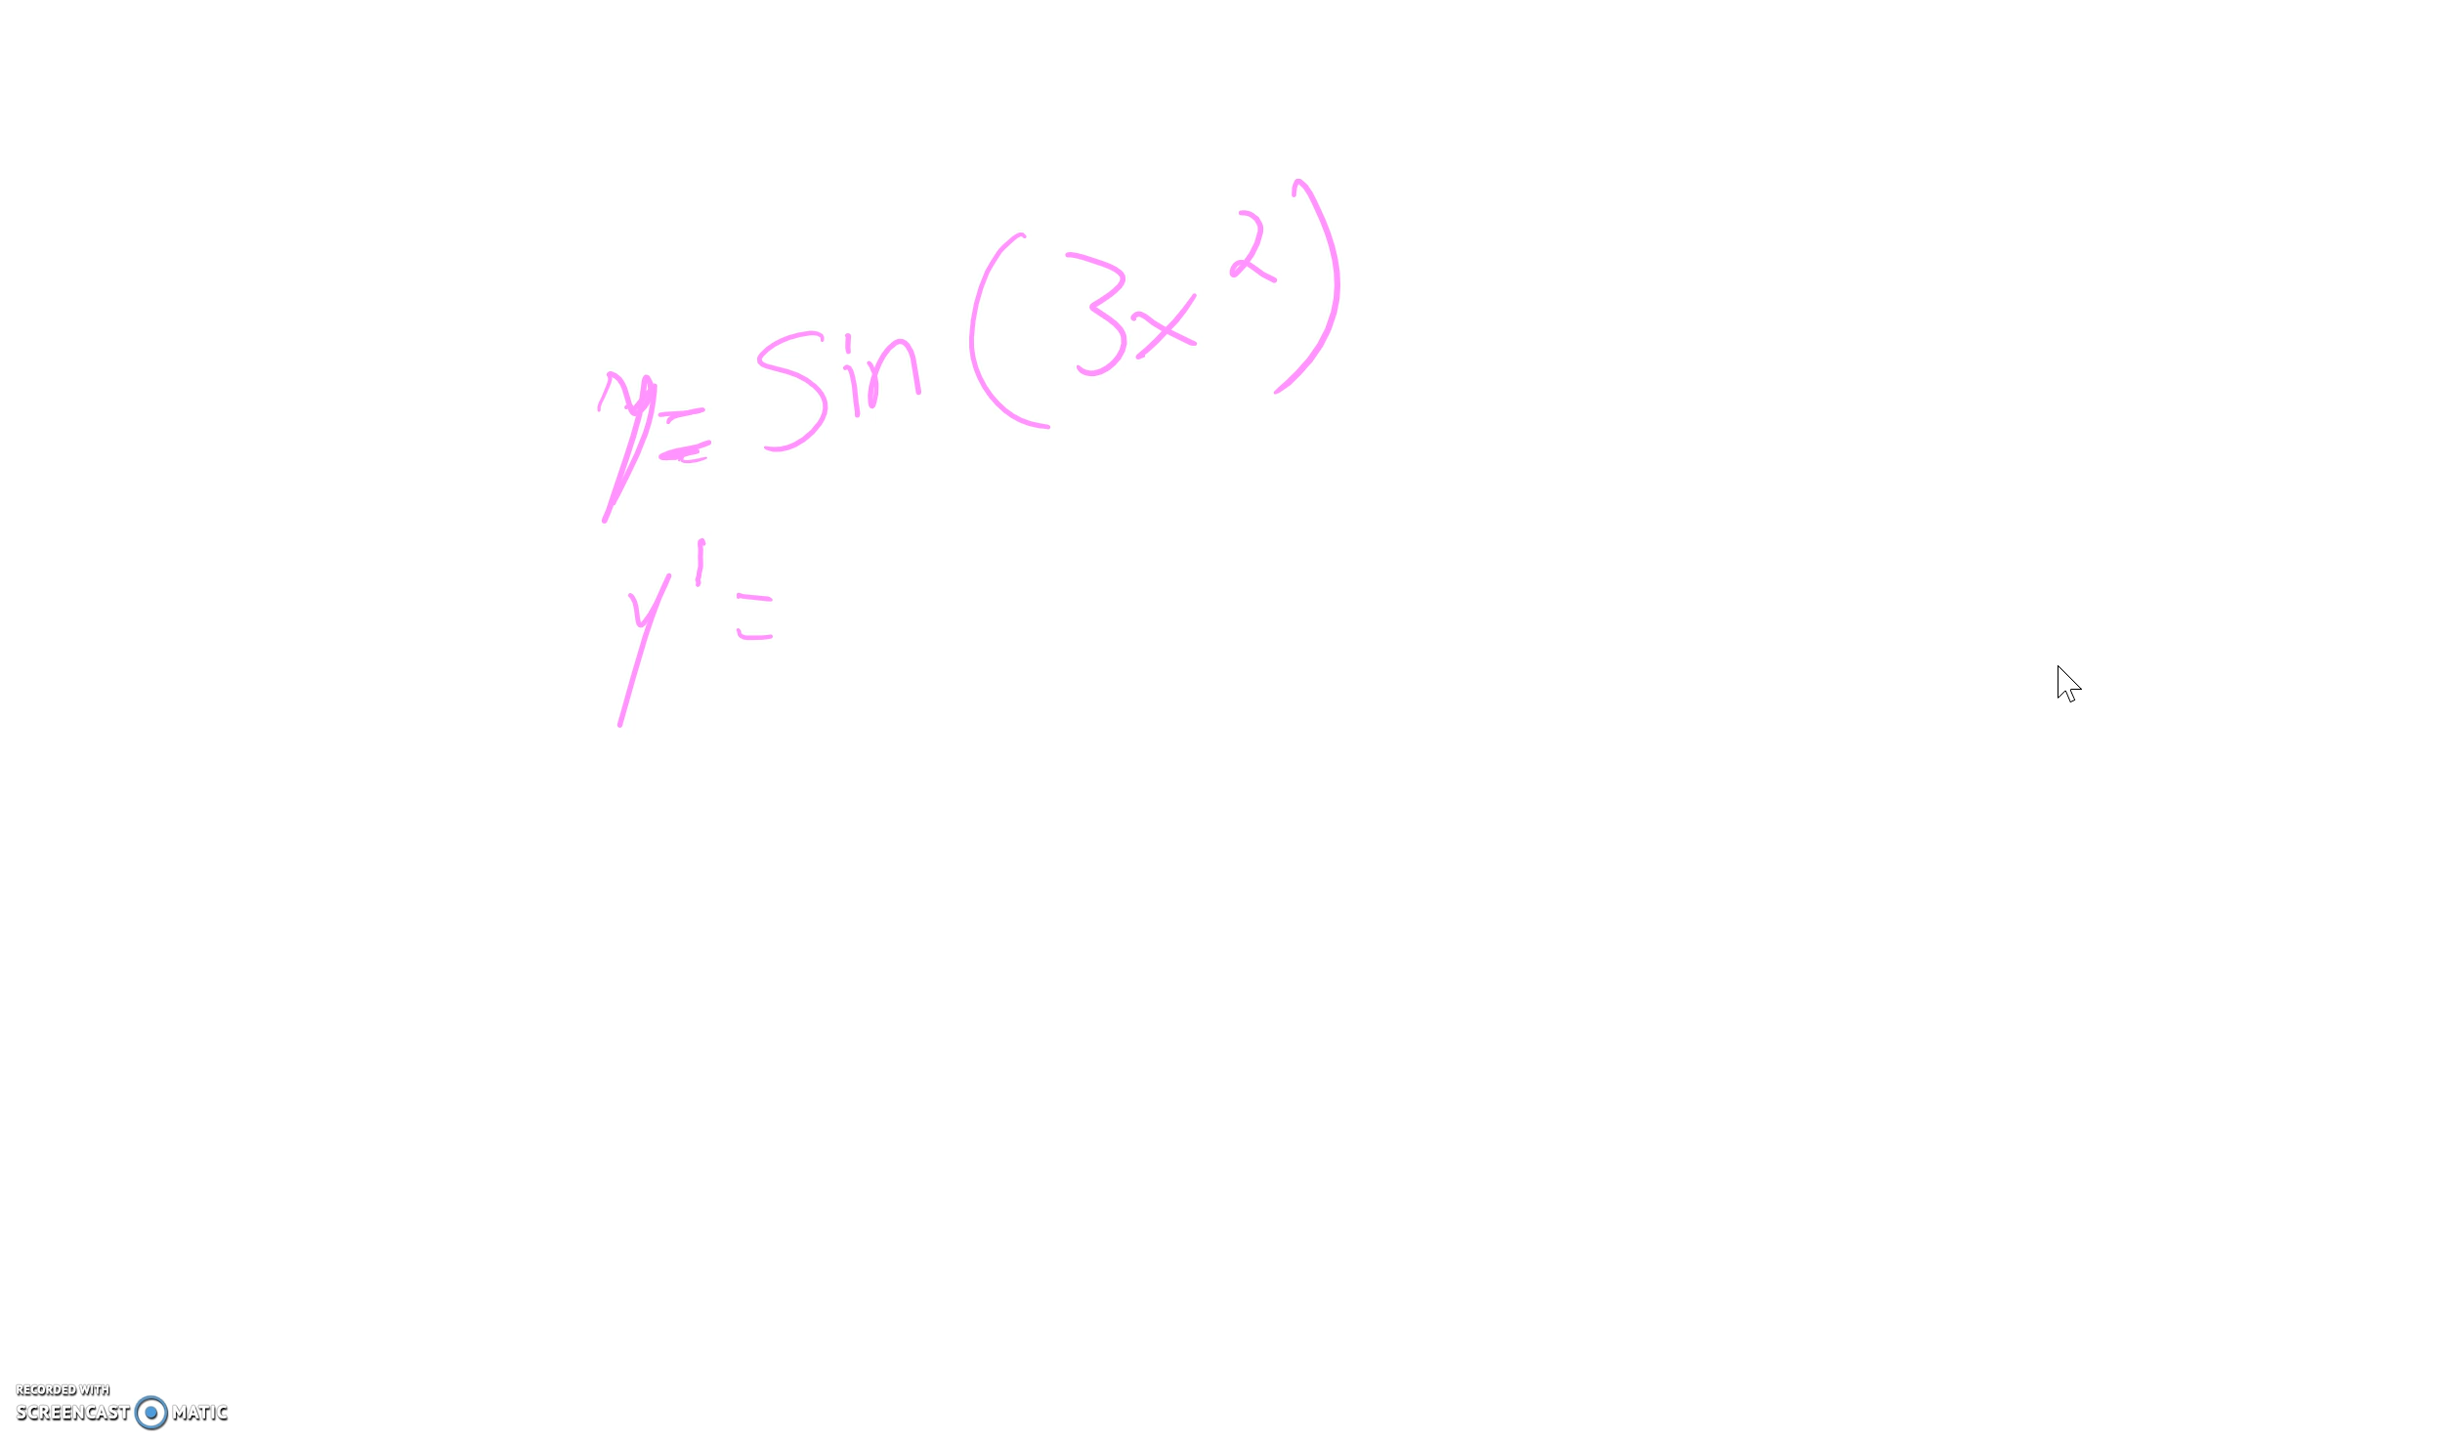 y = sin(3x²)
y' =
RECORDED WITH
SCREENCAST MATIC